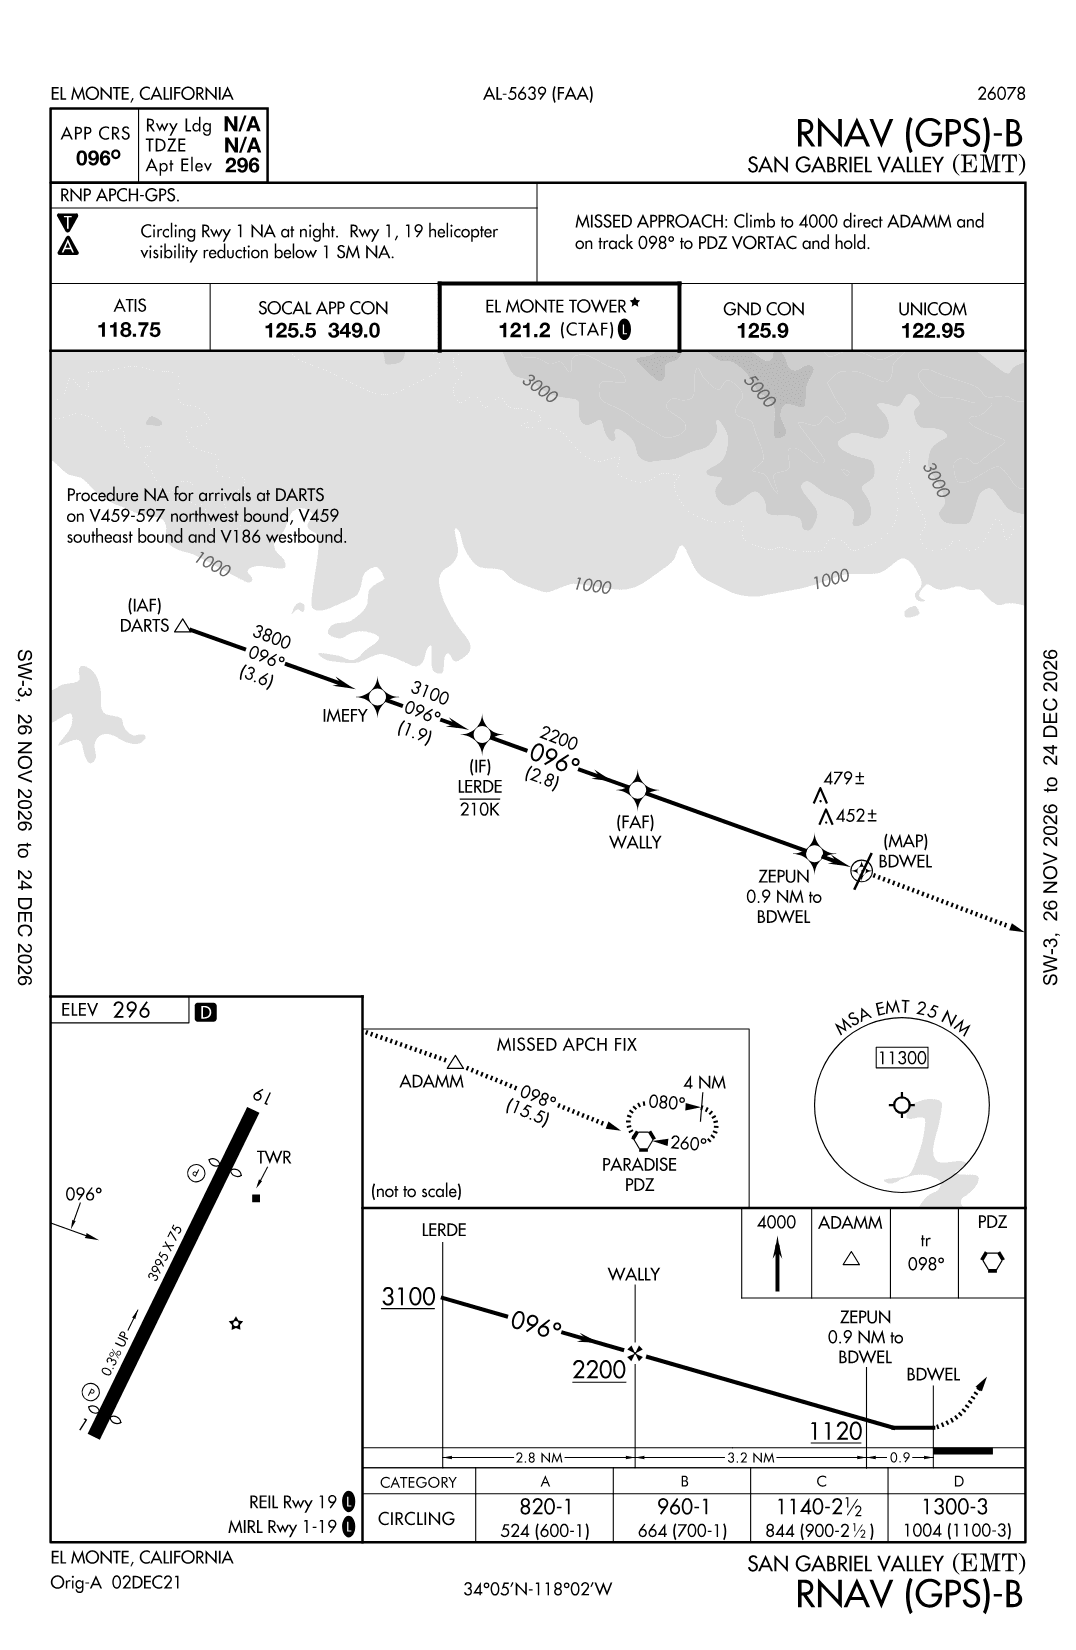 EL MONTE, CALIFORNIA
AL-5639 (FAA)
26078
APP CRS
096°
Rwy Ldg N/A
TDZE N/A
Apt Elev 296
RNAV (GPS)-B
SAN GABRIEL VALLEY (EMT)
RNP APCH-GPS.
T
A
Circling Rwy 1 NA at night. Rwy 1, 19 helicopter
visibility reduction below 1 SM NA.
MISSED APPROACH: Climb to 4000 direct ADAMM and
on track 098° to PDZ VORTAC and hold.
ATIS
118.75
SOCAL APP CON
125.5 349.0
EL MONTE TOWER★
121.2 (CTAF) L
GND CON
125.9
UNICOM
122.95
3000
5000
3000
Procedure NA for arrivals at DARTS
on V459-597 northwest bound, V459
southeast bound and V186 westbound.
1000
1000
1000
(IAF)
DARTS
3800
096°
(3.6)
IMEFY
3100
096°
(1.9)
(IF)
LERDE
210K
2200
096°
(2.8)
(FAF)
WALLY
479±
452±
(MAP)
BDWEL
ZEPUN
0.9 NM to
BDWEL
SW-3, 26 NOV 2026 to 24 DEC 2026
SW-3, 26 NOV 2026 to 24 DEC 2026
ELEV 296
D
19
TWR
P
096°
3995 X 75
0.3% UP
P
1
REIL Rwy 19 L
MIRL Rwy 1-19 L
MISSED APCH FIX
ADAMM
098°
(15.5)
4 NM
080°
260°
PARADISE
PDZ
(not to scale)
MSA EMT 25 NM
11300
LERDE
3100
096°
WALLY
2200
4000
ADAMM
tr
098°
PDZ
ZEPUN
0.9 NM to
BDWEL
BDWEL
1120
2.8 NM
3.2 NM
0.9
CATEGORY A B C D
CIRCLING
820-1
524 (600-1)
960-1
664 (700-1)
1140-2½
844 (900-2½)
1300-3
1004 (1100-3)
EL MONTE, CALIFORNIA
Orig-A 02DEC21
34°05'N-118°02'W
SAN GABRIEL VALLEY (EMT)
RNAV (GPS)-B